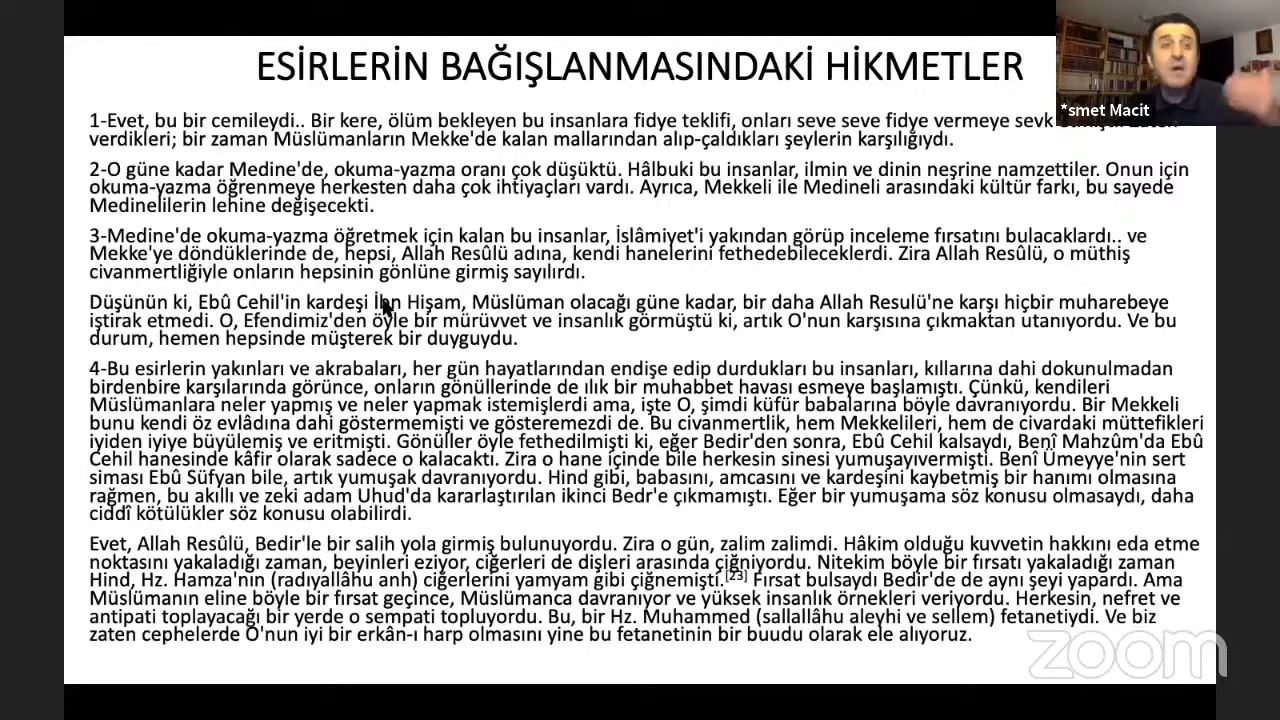 ESİRLERİN BAĞIŞLANMASINDAKİ HİKMETLER
*smet Macit
1-Evet, bu bir cemileydi.. Bir kere, ölüm bekleyen bu insanlara fidye teklifi, onları seve seve fidye vermeye sevk
verdikleri; bir zaman Müslümanların Mekke'de kalan mallarından alıp-çaldıkları şeylerin karşılığıydı.
2-O güne kadar Medine'de, okuma-yazma oranı çok düşüktü. Hâlbuki bu insanlar, ilmin ve dinin neşrine namzettiler. Onun için
okuma-yazma öğrenmeye herkesten daha çok ihtiyaçları vardı. Ayrıca, Mekkeli ile Medineli arasındaki kültür farkı, bu sayede
Medinelilerin lehine değişecekti.
3-Medine'de okuma-yazma öğretmek için kalan bu insanlar, İslâmiyet'i yakından görüp inceleme fırsatını bulacaklardı.. ve
Mekke'ye döndüklerinde de, hepsi, Allah Resûlü adına, kendi hanelerini fethedebileceklerdi. Zira Allah Resûlü, o müthiş
civanmertliğiyle onların hepsinin gönlüne girmiş sayılırdı.
Düşünün ki, Ebû Cehil'in kardeşi İbn Hişam, Müslüman olacağı güne kadar, bir daha Allah Resulü'ne karşı hiçbir muharebeye
iştirak etmedi. O, Efendimiz'den öyle bir mürüvvet ve insanlık görmüştü ki, artık O'nun karşısına çıkmaktan utanıyordu. Ve bu
durum, hemen hepsinde müşterek bir duyguydu.
4-Bu esirlerin yakınları ve akrabaları, her gün hayatlarından endişe edip durdukları bu insanları, kıllarına dahi dokunulmadan
birdenbire karşılarında görünce, onların gönüllerinde de ılık bir muhabbet havası esmeye başlamıştı. Çünkü, kendileri
Müslümanlara neler yapmış ve neler yapmak istemişlerdi ama, işte O, şimdi küfür babalarına böyle davranıyordu. Bir Mekkeli
bunu kendi öz evlâdına dahi göstermemişti ve gösteremezdi de. Bu civanmertlik, hem Mekkelileri, hem de civardaki müttefikleri
iyiden iyiye büyülemiş ve eritmişti. Gönüller öyle fethedilmişti ki, eğer Bedir'den sonra, Ebû Cehil kalsaydı, Benî Mahzûm'da Ebû
Cehil hanesinde kâfir olarak sadece o kalacaktı. Zira o hane içinde bile herkesin sinesi yumuşayıvermişti. Benî Ümeyye'nin sert
siması Ebû Süfyan bile, artık yumuşak davranıyordu. Hind gibi, babasını, amcasını ve kardeşini kaybetmiş bir hanımı olmasına
rağmen, bu akıllı ve zeki adam Uhud'da kararlaştırılan ikinci Bedr'e çıkmamıştı. Eğer bir yumuşama söz konusu olmasaydı, daha
ciddî kötülükler söz konusu olabilirdi.
Evet, Allah Resûlü, Bedir'le bir salih yola girmiş bulunuyordu. Zira o gün, zalim zalimdi. Hâkim olduğu kuvvetin hakkını eda etme
noktasını yakaladığı zaman, beyinleri eziyor, ciğerleri de dişleri arasında çiğniyordu. Nitekim böyle bir fırsatı yakaladığı zaman
Hind, Hz. Hamza'nın (radıyallâhu anh) ciğerlerini yamyam gibi çiğnemişti.[23] Fırsat bulsaydı Bedir'de de aynı şeyi yapardı. Ama
Müslümanın eline böyle bir fırsat geçince, Müslümanca davranıyor ve yüksek insanlık örnekleri veriyordu. Herkesin, nefret ve
antipati toplayacağı bir yerde o sempati topluyordu. Bu, bir Hz. Muhammed (sallallâhu aleyhi ve sellem) fetanetiydi. Ve biz
zaten cephelerde O'nun iyi bir erkân-ı harp olmasını yine bu fetanetinin bir buudu olarak ele alıyoruz.
zoom